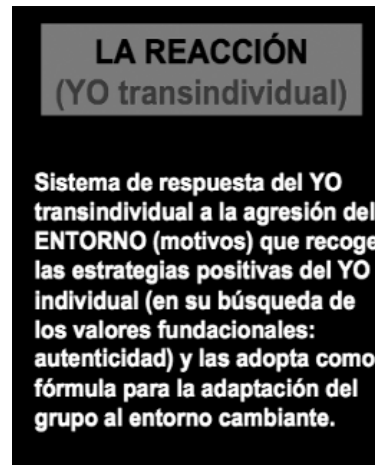 LA REACCIÓN
(YO transindividual)
Sistema de respuesta del YO
transindividual a la agresión del
ENTORNO (motivos) que recoge
las estrategias positivas del YO
individual (en su búsqueda de
los valores fundacionales:
autenticidad) y las adopta como
fórmula para la adaptación del
grupo al entorno cambiante.